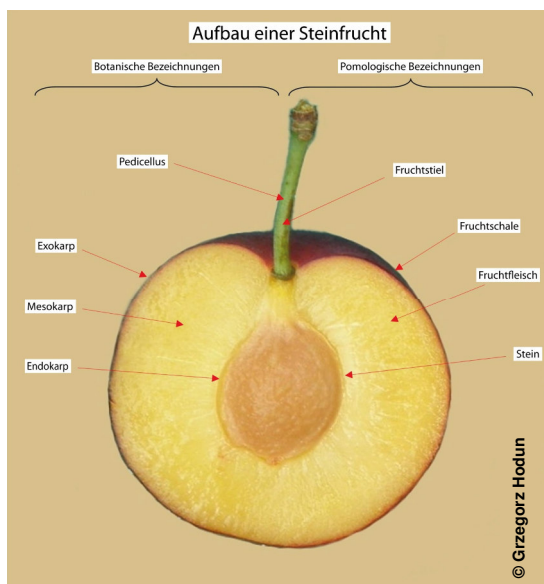 Aufbau einer Steinfrucht
Botanische Bezeichnungen
Pomologische Bezeichnungen
Pedicellus
Fruchtstiel
Exokarp
Fruchtschale
Mesokarp
Fruchtfleisch
Endokarp
Stein
© Grzegorz Hodun